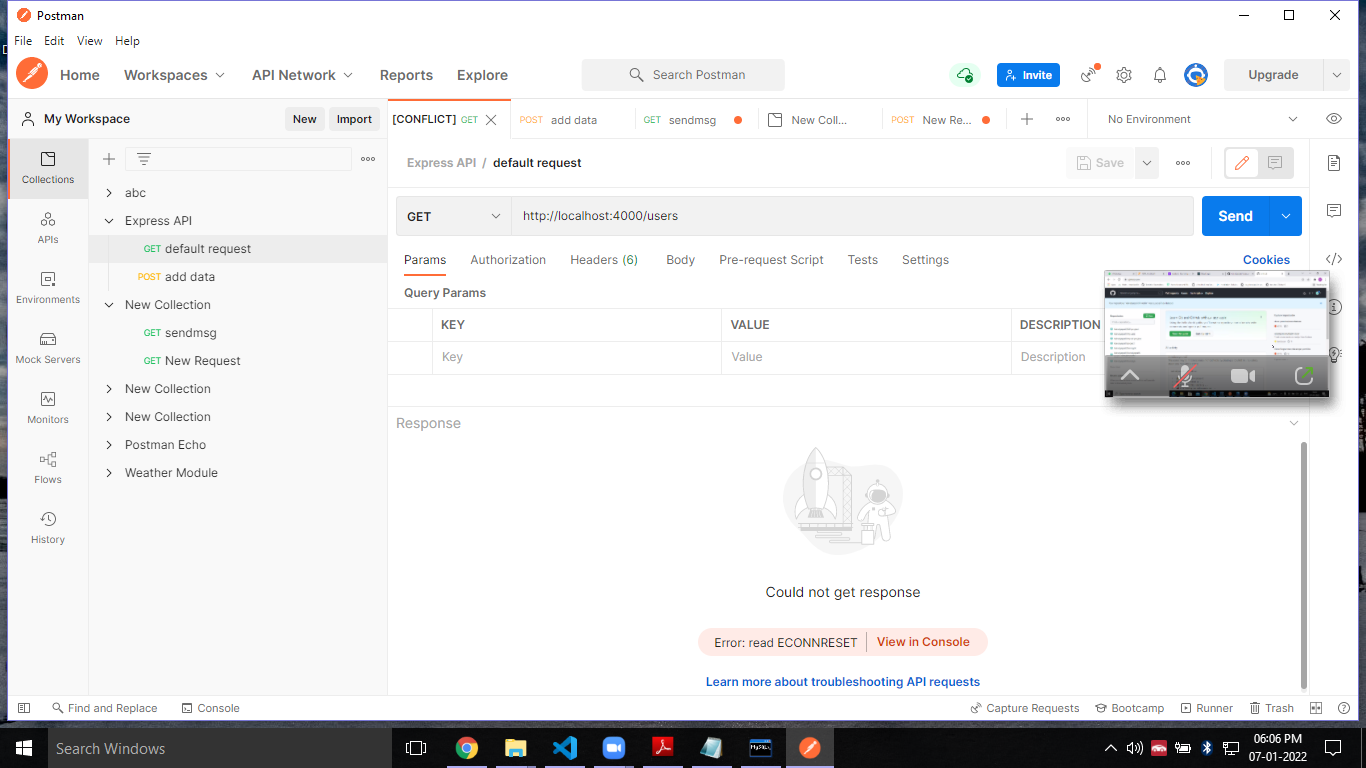 Postman
File Edit View Help
Home Workspaces API Network Reports Explore Search Postman Invite Upgrade
My Workspace New Import [CONFLICT] GET POST add data GET sendmsg New Coll... POST New Re... No Environment
Collections
APIs
Environments
Mock Servers
Monitors
Flows
History
abc
Express API
GET default request
POST add data
New Collection
GET sendmsg
GET New Request
New Collection
New Collection
Postman Echo
Weather Module
Express API / default request Save
GET http://localhost:4000/users Send
Params Authorization Headers (6) Body Pre-request Script Tests Settings Cookies
Query Params
KEY VALUE DESCRIPTION
Key Value Description
Response
Could not get response
Error: read ECONNRESET View in Console
Learn more about troubleshooting API requests
Find and Replace Console Capture Requests Bootcamp Runner Trash
Search Windows MySQL 06:06 PM
07-01-2022